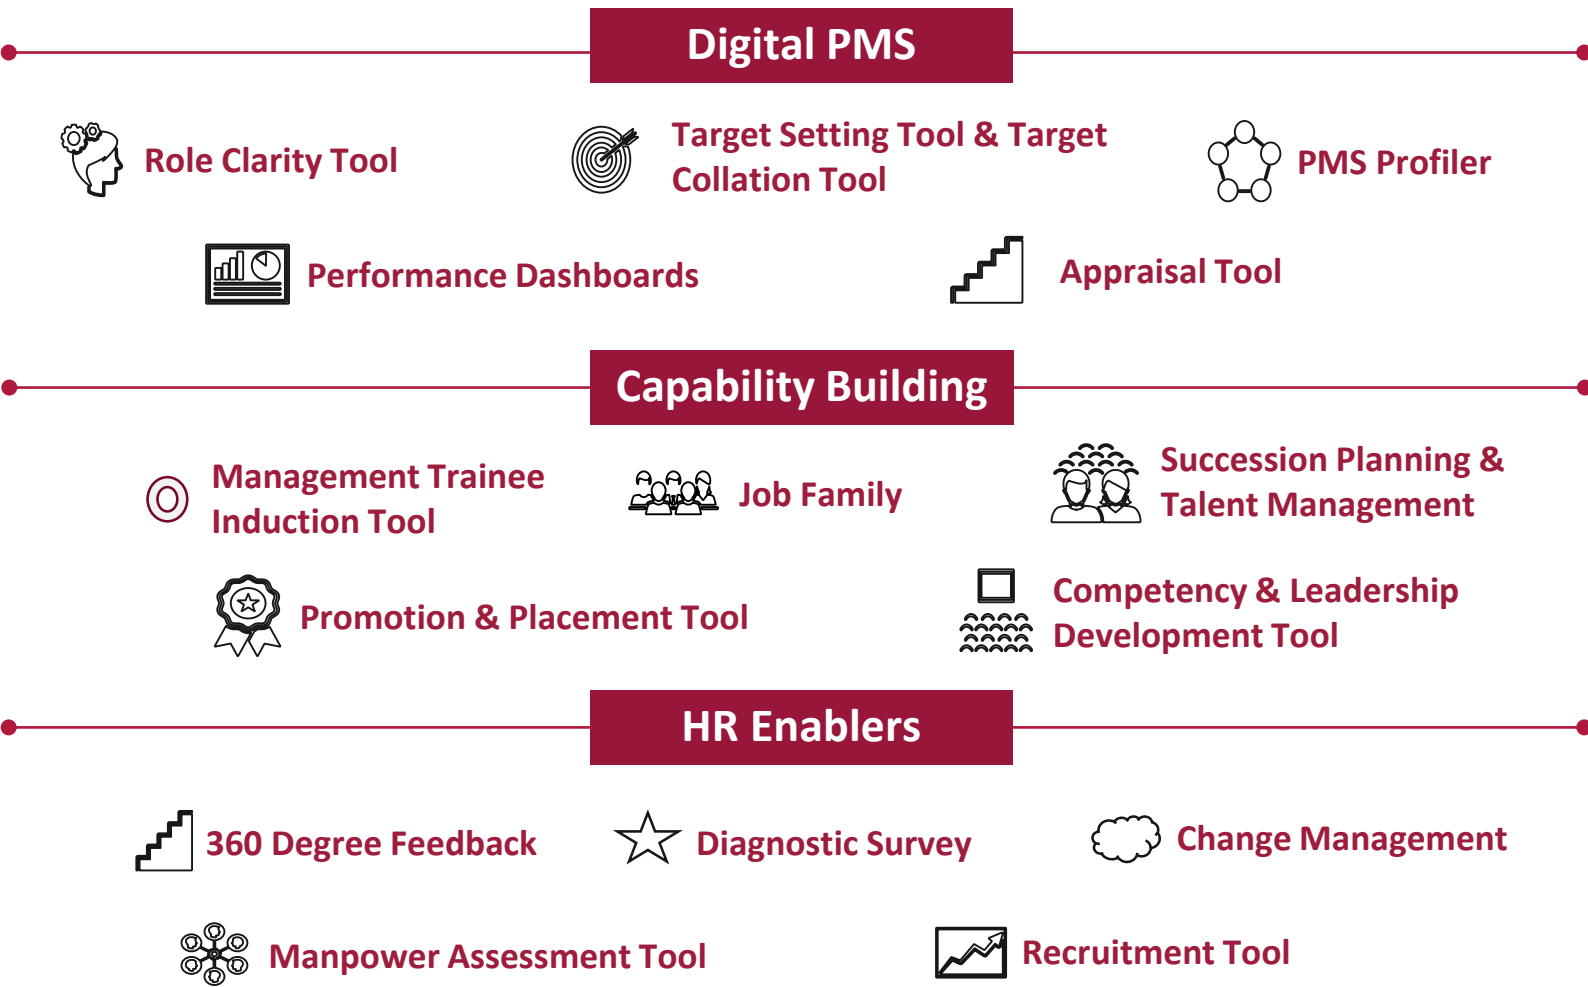 Digital PMS
Role Clarity Tool
Target Setting Tool & Target
Collation Tool
PMS Profiler
Performance Dashboards
Appraisal Tool
Capability Building
Management Trainee
Induction Tool
Job Family
Succession Planning &
Talent Management
Promotion & Placement Tool
Competency & Leadership
Development Tool
HR Enablers
360 Degree Feedback
Diagnostic Survey
Change Management
Manpower Assessment Tool
Recruitment Tool